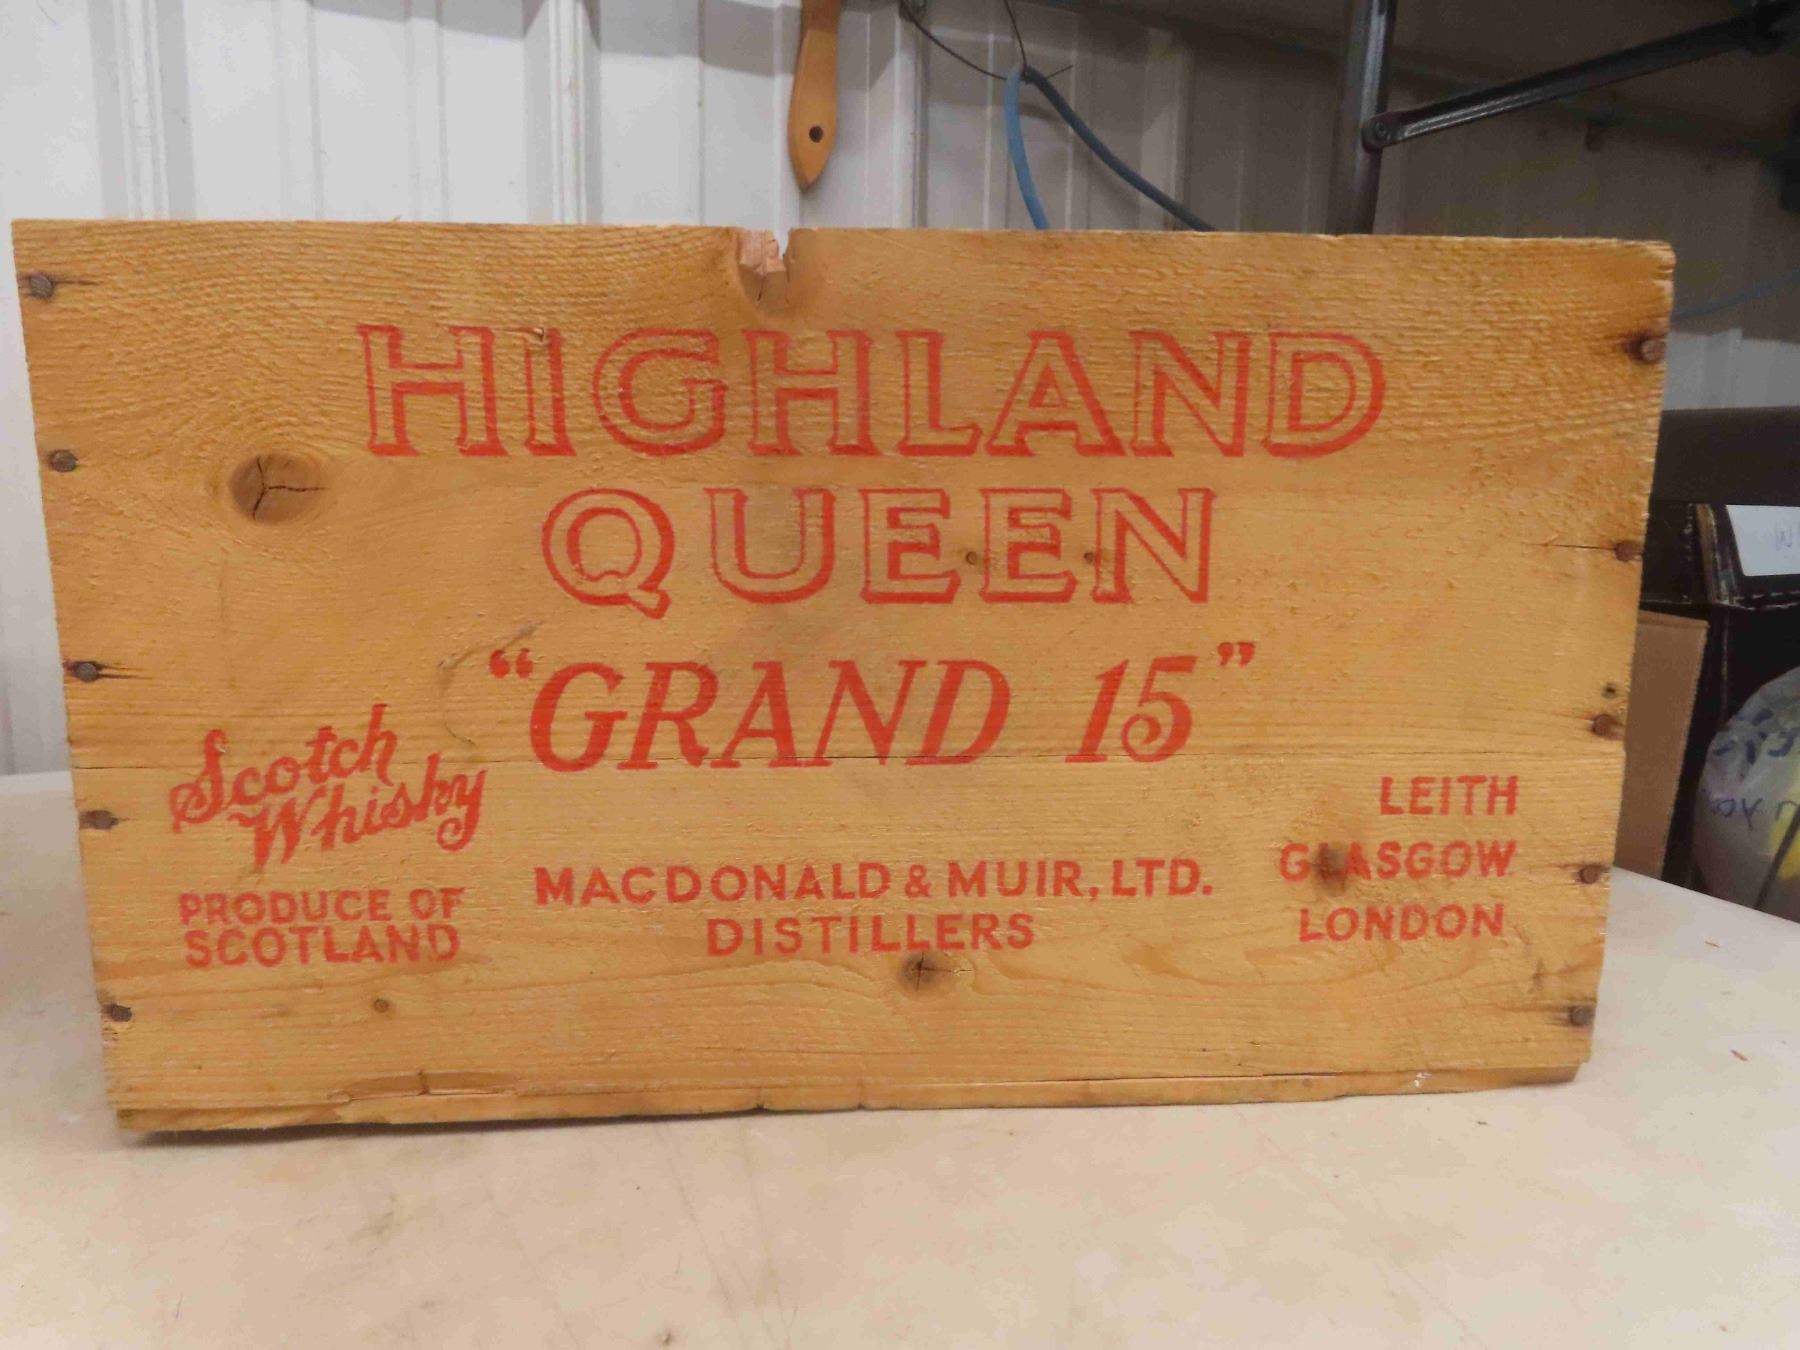 HIGHLAND
QUEEN
“GRAND 15”
Scotch
Whisky
PRODUCE OF
SCOTLAND
MACDONALD & MUIR, LTD.
DISTILLERS
LEITH
GLASGOW
LONDON